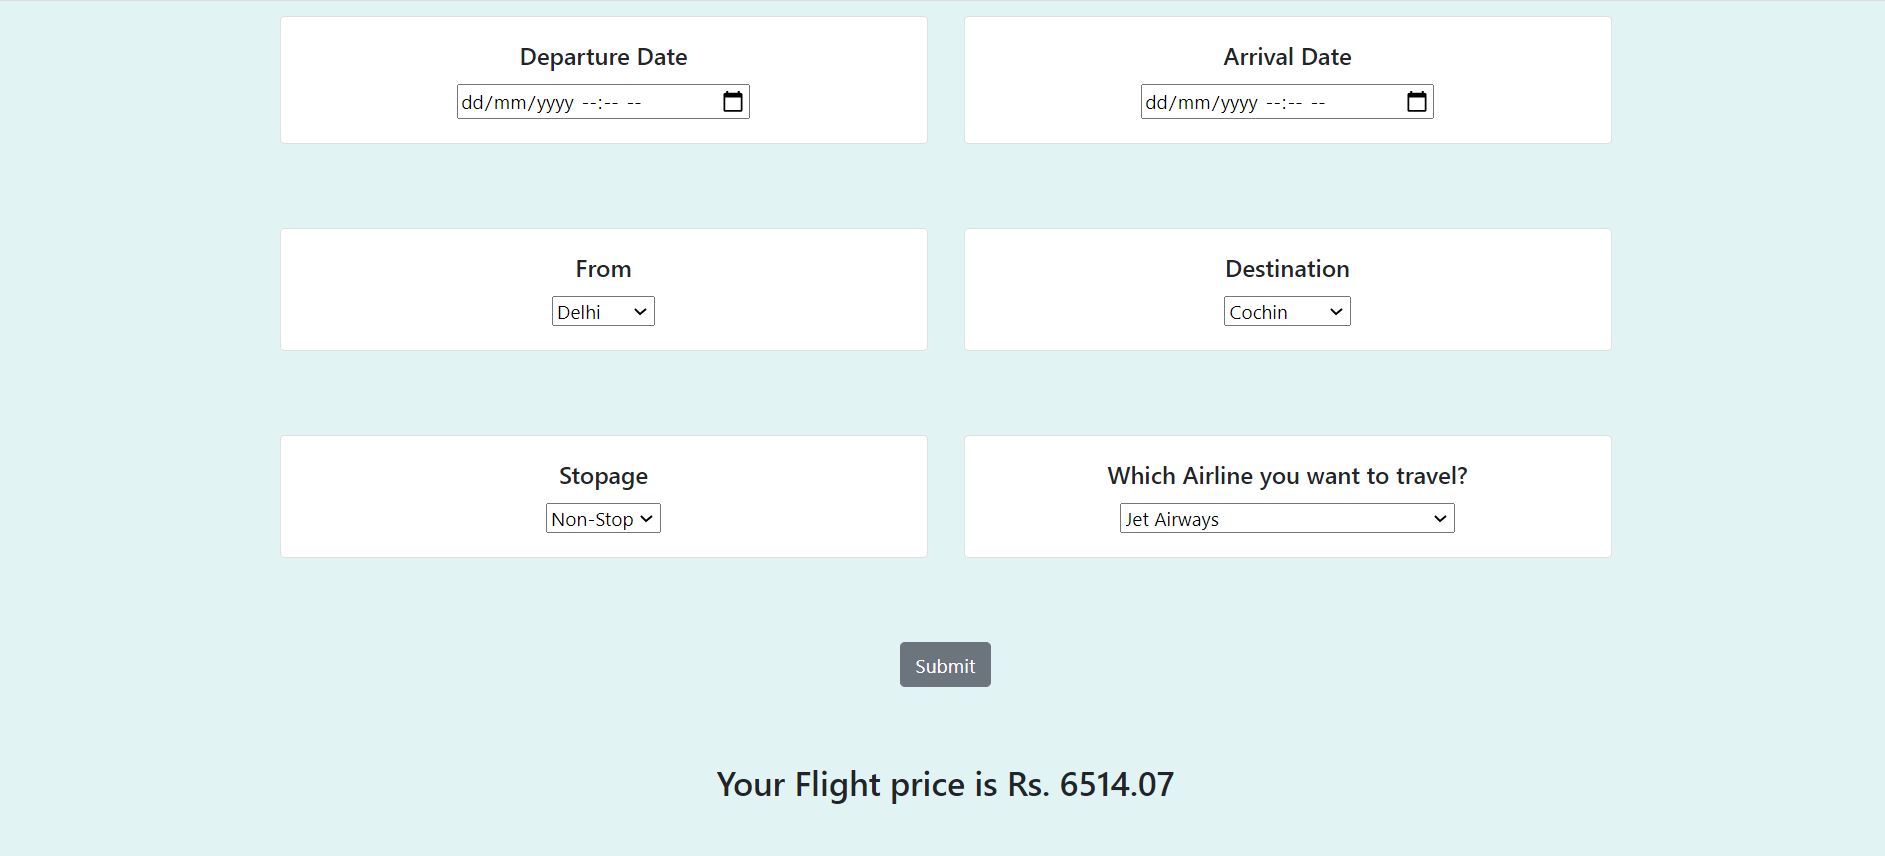 Departure Date
dd/mm/yyyy --:-- --
Arrival Date
dd/mm/yyyy --:-- --
From
Delhi
Destination
Cochin
Stopage
Non-Stop
Which Airline you want to travel?
Jet Airways
Submit
Your Flight price is Rs. 6514.07